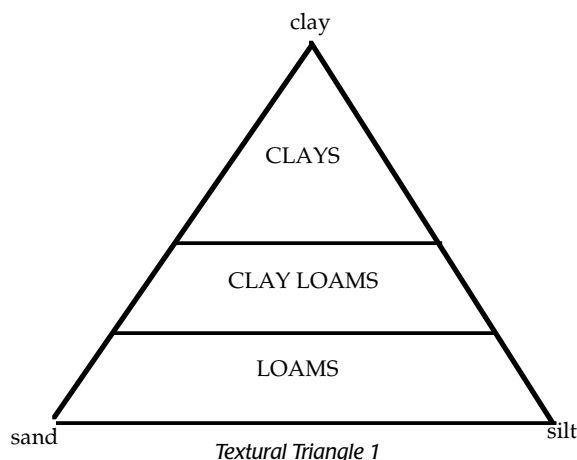 clay
CLAYS
CLAY LOAMS
LOAMS
sand
silt
Textural Triangle 1